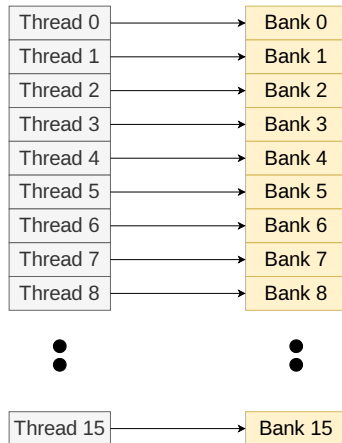 Thread 0 Bank 0
Thread 1 Bank 1
Thread 2 Bank 2
Thread 3 Bank 3
Thread 4 Bank 4
Thread 5 Bank 5
Thread 6 Bank 6
Thread 7 Bank 7
Thread 8 Bank 8
Thread 15 Bank 15